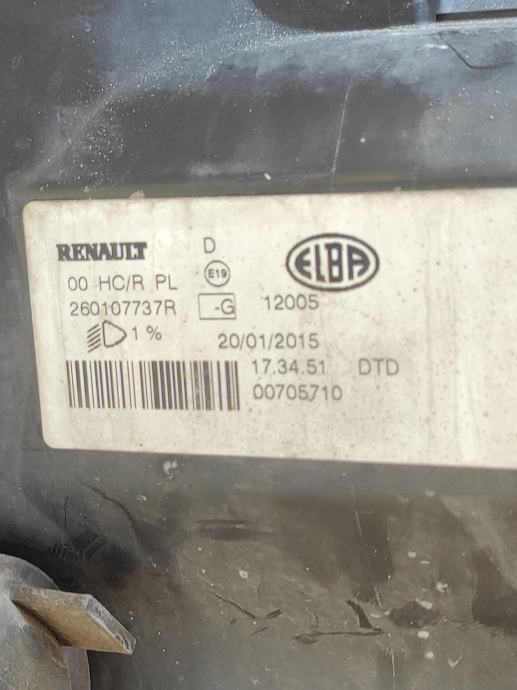 RENAULT D ELBA
00 HC/R PL E19
260107737R -G 12005
1 % 20/01/2015
17.34.51 DTD
00705710